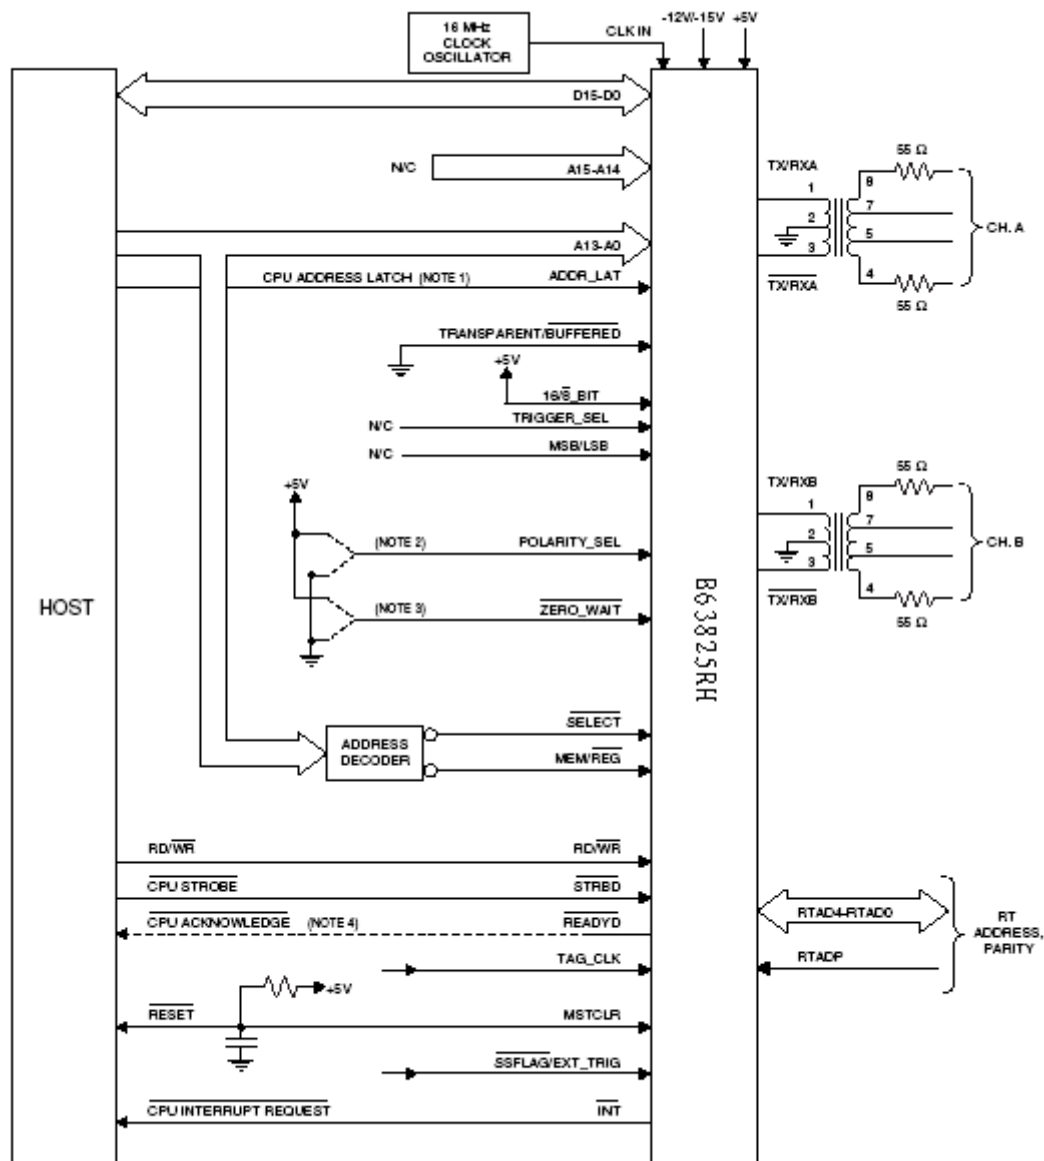 16 MHz
CLOCK
OSCILLATOR
CLK IN
-12V/-15V
+5V
D15-D0
N/C
A15-A14
A13-A0
CPU ADDRESS LATCH (NOTE 1)
ADDR_LAT
TRANSPARENT/BUFFERED
+5V
16/8_BIT
N/C
TRIGGER_SEL
N/C
MSB/LSB
+5V
(NOTE 2)
POLARITY_SEL
(NOTE 3)
ZERO_WAIT
HOST
B63825RH
ADDRESS
DECODER
SELECT
MEM/REG
RD/WR
RD/WR
CPU STROBE
STRBD
CPU ACKNOWLEDGE (NOTE 4)
READYD
TAG_CLK
+5V
RESET
MSTCLR
SSFLAG/EXT_TRIG
CPU INTERRUPT REQUEST
INT
TX/RXA
1
2
3
TX/RXA
8
7
5
4
55 Ω
55 Ω
CH. A
TX/RXB
1
2
3
TX/RXB
8
7
5
4
55 Ω
55 Ω
CH. B
RTAD4-RTAD0
RTADP
RT
ADDRESS,
PARITY